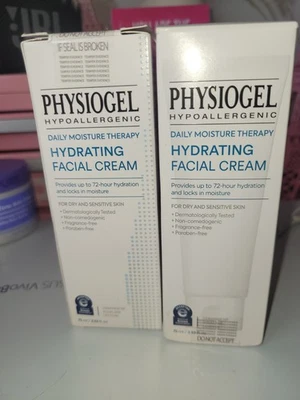 IF SEAL IS BROKEN
PHYSIOGEL
HYPOALLERGENIC
DAILY MOISTURE THERAPY
HYDRATING
FACIAL CREAM
Provides up to 72-hour hydration
and locks in moisture
FOR DRY AND SENSITIVE SKIN
- Dermatologically Tested
- Non-comedogenic
- Fragrance-free
- Paraben-free
PHYSIOGEL
HYPOALLERGENIC
DAILY MOISTURE THERAPY
HYDRATING
FACIAL CREAM
Provides up to 72-hour hydration
and locks in moisture
FOR DRY AND SENSITIVE SKIN
- Dermatologically Tested
- Non-comedogenic
- Fragrance-free
- Paraben-free
DO NOT ACCEPT